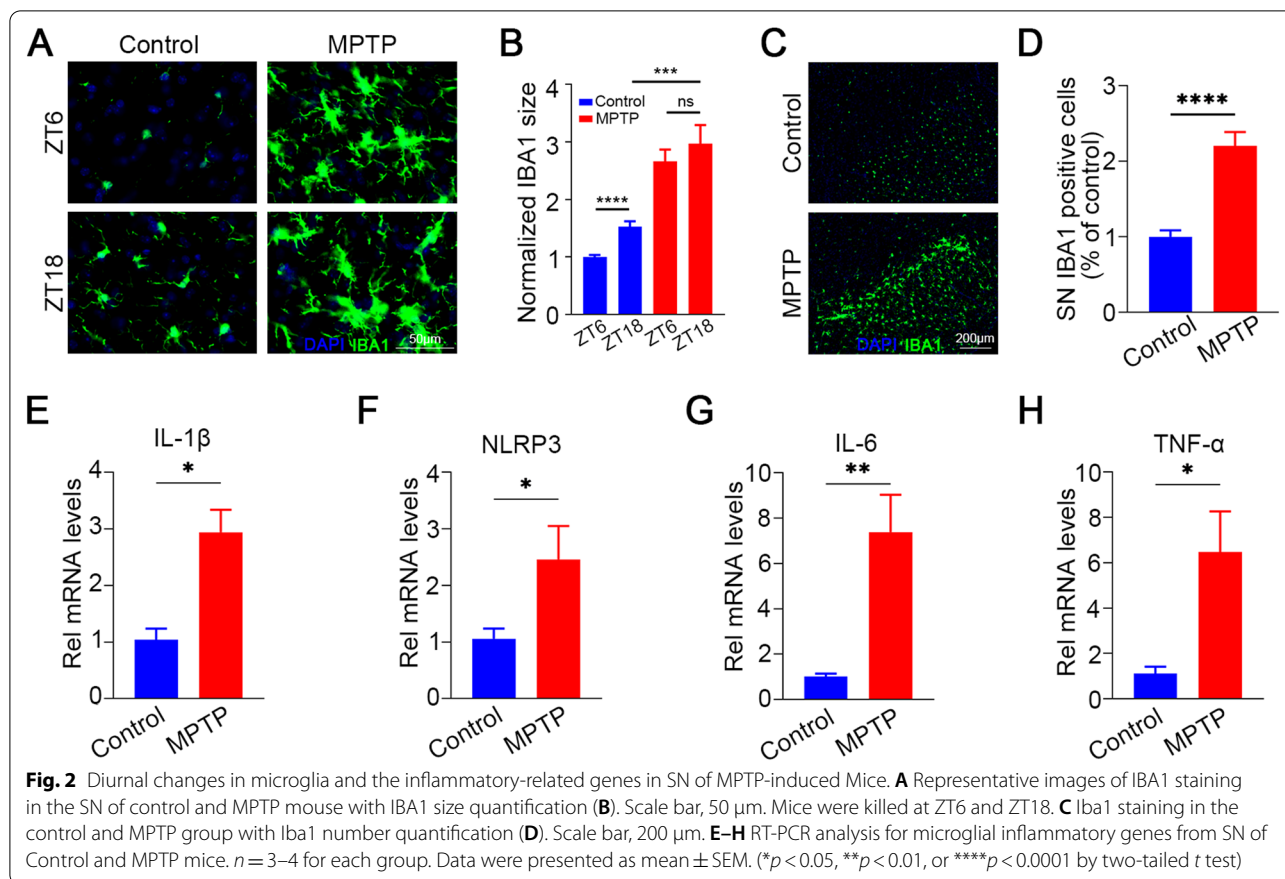 A
Control
MPTP
ZT6
ZT18
DAPI IBA1
50μm
B
Normalized IBA1 size
4
3
2
1
0
Control
MPTP
****
***
ns
ZT6
ZT18
ZT6
ZT18
C
Control
MPTP
DAPI IBA1
200μm
D
SN IBA1 positive cells
(% of control)
3
2
1
0
****
Control
MPTP
E
IL-1β
Rel mRNA levels
4
3
2
1
0
*
Control
MPTP
F
NLRP3
Rel mRNA levels
4
3
2
1
0
*
Control
MPTP
G
IL-6
Rel mRNA levels
10
8
6
4
2
0
**
Control
MPTP
H
TNF-α
Rel mRNA levels
10
8
6
4
2
0
*
Control
MPTP
Fig. 2 Diurnal changes in microglia and the inflammatory-related genes in SN of MPTP-induced Mice. A Representative images of IBA1 staining
in the SN of control and MPTP mouse with IBA1 size quantification (B). Scale bar, 50 μm. Mice were killed at ZT6 and ZT18. C Iba1 staining in the
control and MPTP group with Iba1 number quantification (D). Scale bar, 200 μm. E–H RT-PCR analysis for microglial inflammatory genes from SN of
Control and MPTP mice. n = 3–4 for each group. Data were presented as mean ± SEM. (*p < 0.05, **p < 0.01, or ****p < 0.0001 by two-tailed t test)